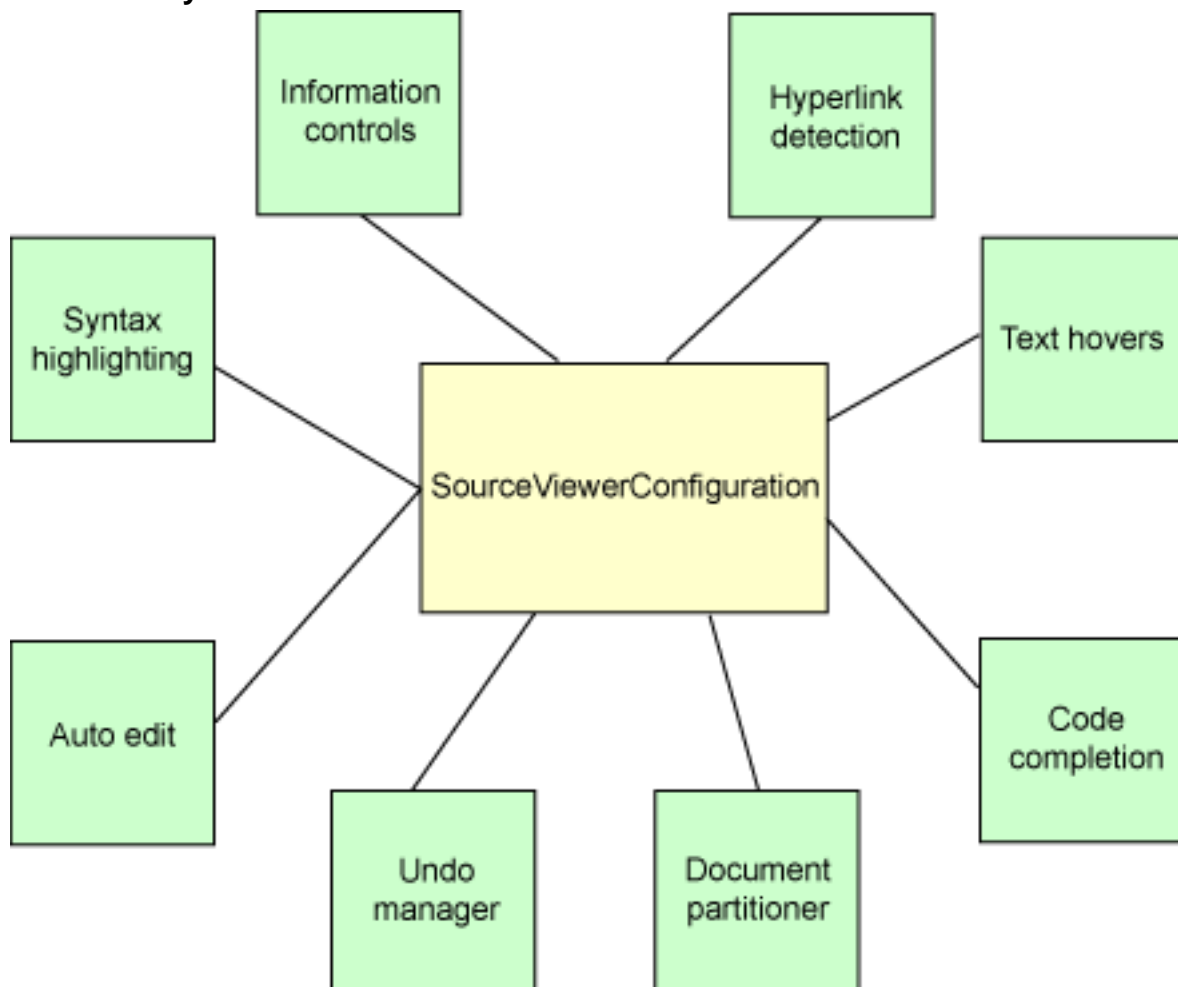 Information
controls
Hyperlink
detection
Syntax
highlighting
Text hovers
SourceViewerConfiguration
Auto edit
Code
completion
Undo
manager
Document
partitioner